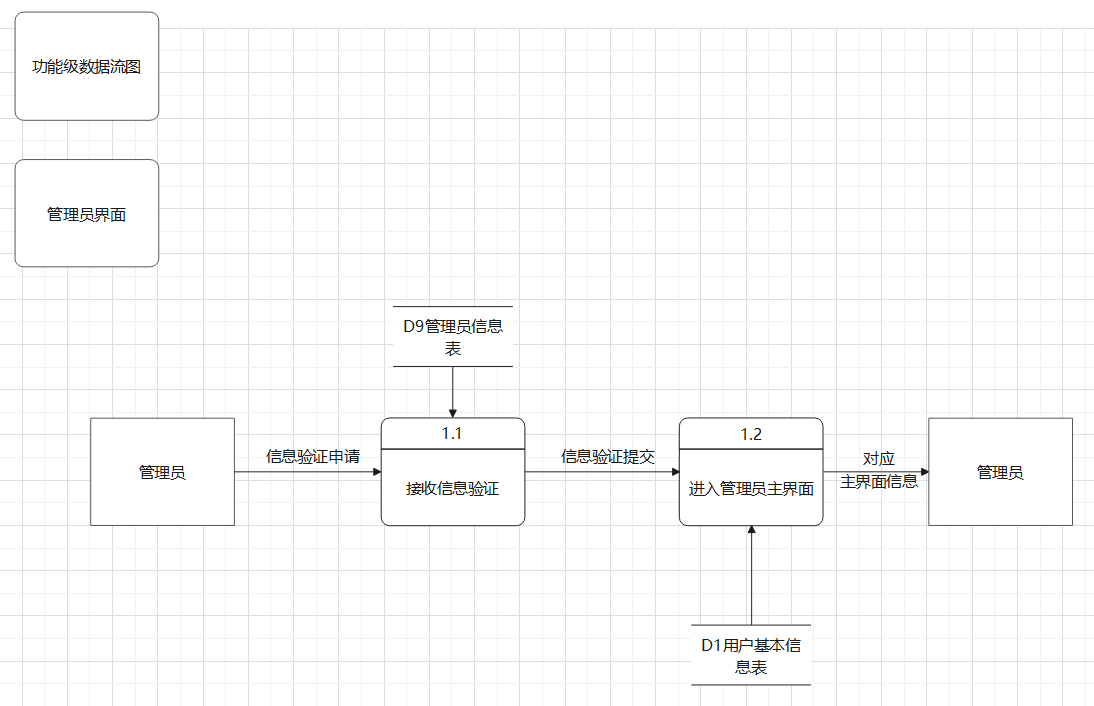 功能级数据流图
管理员界面
D9管理员信息
表
1.1
1.2
信息验证申请
信息验证提交
对应
主界面信息
管理员
接收信息验证
进入管理员主界面
管理员
D1用户基本信
息表